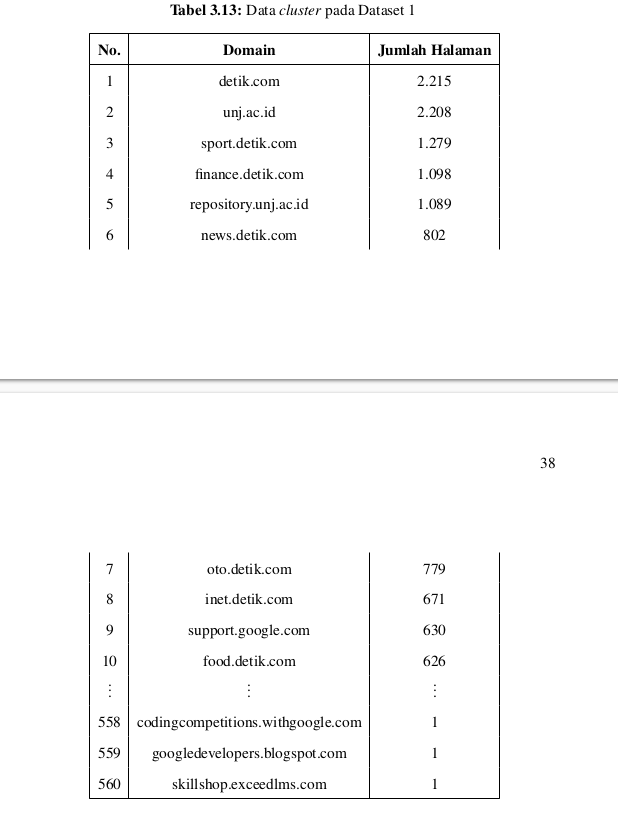 Tabel 3.13: Data cluster pada Dataset 1
No. Domain Jumlah Halaman
1 detik.com 2.215
2 unj.ac.id 2.208
3 sport.detik.com 1.279
4 finance.detik.com 1.098
5 repository.unj.ac.id 1.089
6 news.detik.com 802
38
7 oto.detik.com 779
8 inet.detik.com 671
9 support.google.com 630
10 food.detik.com 626
⋮ ⋮ ⋮
558 codingcompetitions.withgoogle.com 1
559 googledevelopers.blogspot.com 1
560 skillshop.exceedlms.com 1